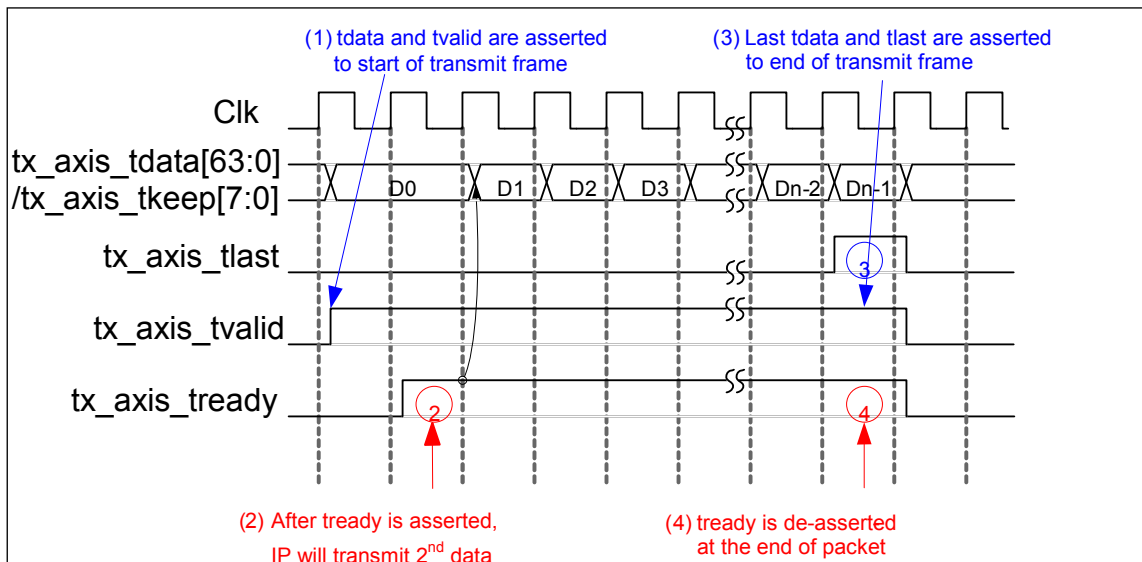 (1) tdata and tvalid are asserted
to start of transmit frame
(3) Last tdata and tlast are asserted
to end of transmit frame
Clk
tx_axis_tdata[63:0]
/tx_axis_tkeep[7:0]
D0
D1
D2
D3
Dn-2
Dn-1
tx_axis_tlast
3
tx_axis_tvalid
tx_axis_tready
2
4
(2) After tready is asserted,
IP will transmit 2nd data
(4) tready is de-asserted
at the end of packet